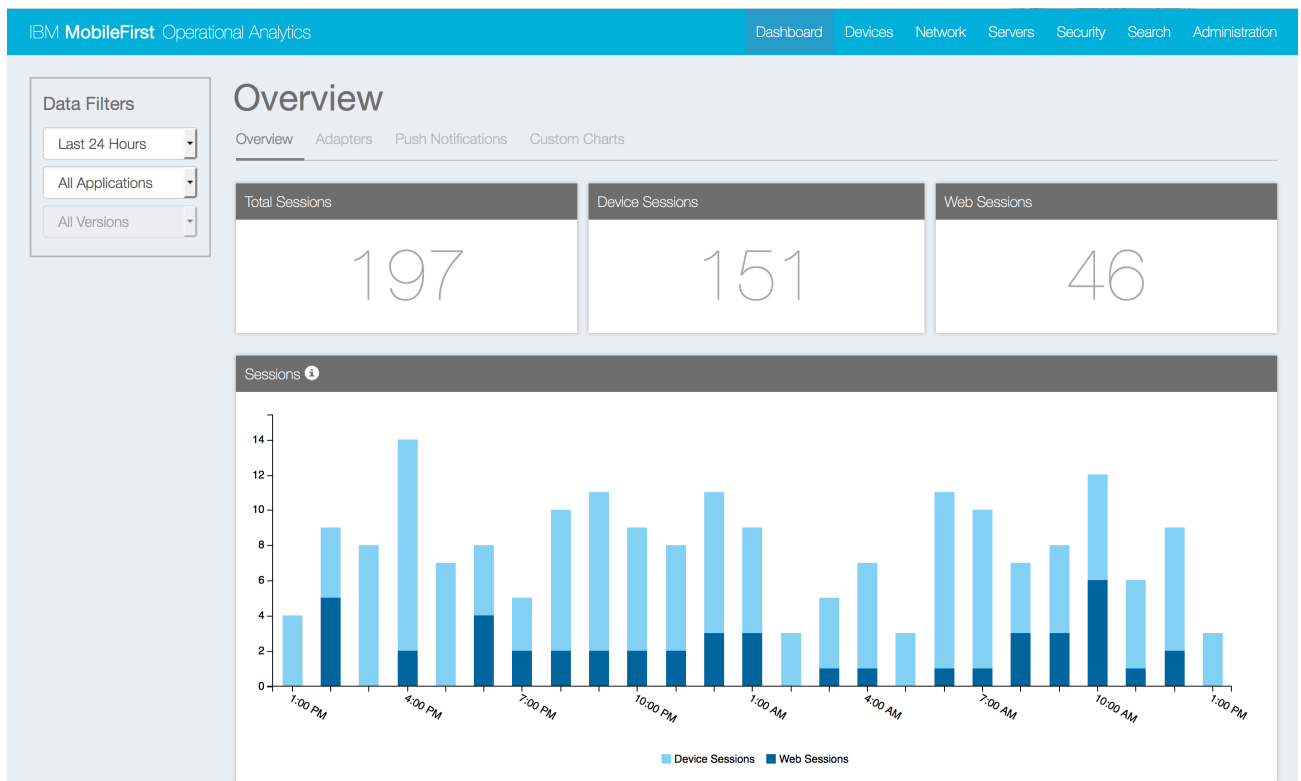 IBM MobileFirst Operational Analytics
Dashboard Devices Network Servers Security Search Administration
Data Filters
Last 24 Hours
All Applications
All Versions
Overview
Overview Adapters Push Notifications Custom Charts
Total Sessions
197
Device Sessions
151
Web Sessions
46
Sessions
14
12
10
8
6
4
2
0
1:00 PM 4:00 PM 7:00 PM 10:00 PM 1:00 AM 4:00 AM 7:00 AM 10:00 AM 1:00 PM
Device Sessions Web Sessions